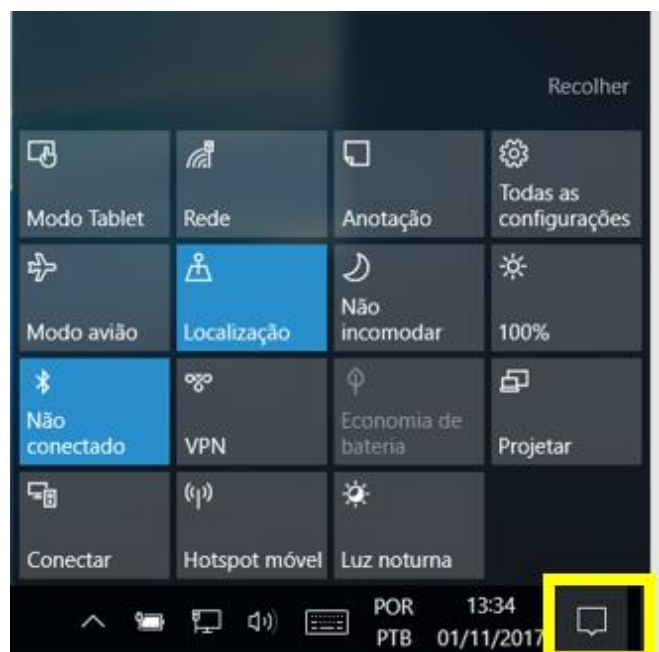 Recolher
Modo Tablet
Rede
Anotação
Todas as
configurações
Modo avião
Localização
Não
incomodar
100%
Não
conectado
VPN
Economia de
bateria
Projetar
Conectar
Hotspot móvel
Luz noturna
POR 13:34
PTB 01/11/2017